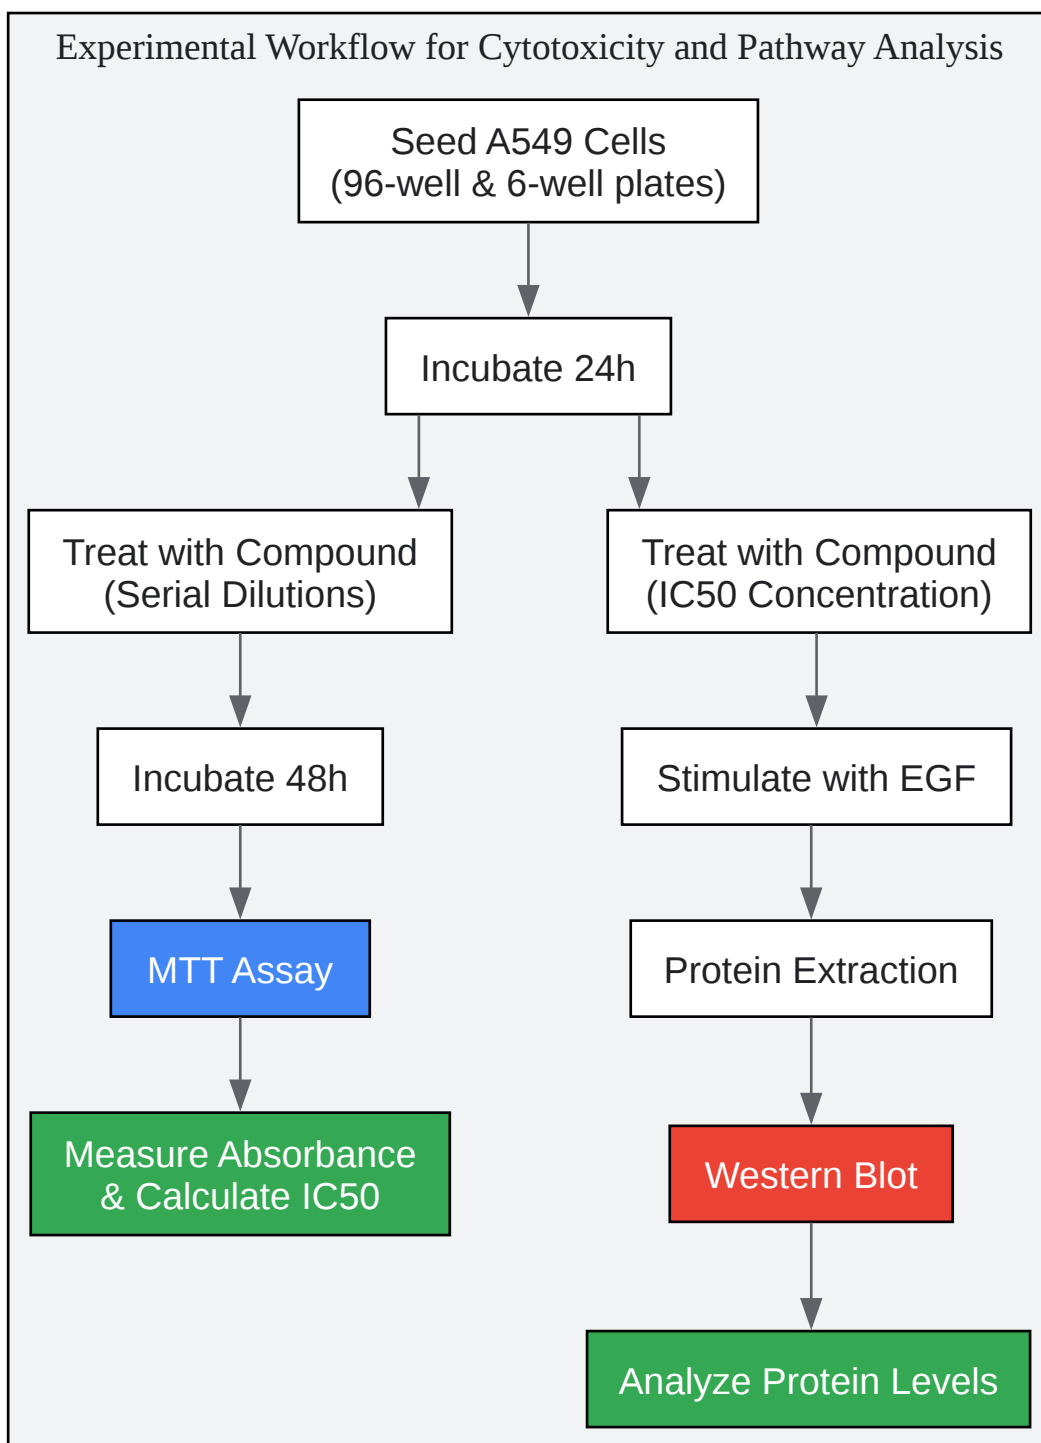 Experimental Workflow for Cytotoxicity and Pathway Analysis
Seed A549 Cells
(96-well & 6-well plates)
Incubate 24h
Treat with Compound
(Serial Dilutions)
Treat with Compound
(IC50 Concentration)
Incubate 48h
Stimulate with EGF
MTT Assay
Protein Extraction
Measure Absorbance
& Calculate IC50
Western Blot
Analyze Protein Levels